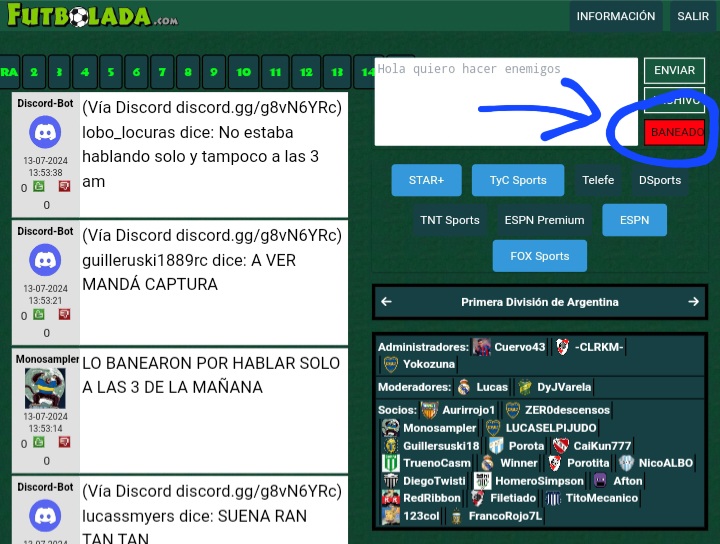 FUTBOLADA.COM
INFORMACIÓN
SALIR
RA 2 3 4 5 6 7 8 9 10 11 12 13 14
Hola quiero hacer enemigos
ENVIAR
BANEADO
STAR+ TyC Sports Telefe DSports
TNT Sports ESPN Premium ESPN
FOX Sports
← Primera División de Argentina →
Administradores: Cuervo43 -CLRKM-
Yokozuna
Moderadores: Lucas DyJVarela
Socios: Aurirrojo1 ZER0descensos
Monosampler LUCASELPIJUDO
Guillersuski18 Porota CaiKun777
TruenoCasm Winner Porotita NicoALBO
DiegoTwisti HomeroSimpson Afton
RedRibbon Filetiado TitoMecanico
123col FrancoRojo7L
Discord-Bot
13-07-2024
13:53:38
0 0
0
(Vía Discord discord.gg/g8vN6YRc)
lobo_locuras dice: No estaba
hablando solo y tampoco a las 3
am
Discord-Bot
13-07-2024
13:53:21
0 0
0
(Vía Discord discord.gg/g8vN6YRc)
guilleruski1889rc dice: A VER
MANDÁ CAPTURA
Monosampler
13-07-2024
13:53:14
0 0
0
LO BANEARON POR HABLAR SOLO
A LAS 3 DE LA MAÑANA
Discord-Bot
13-07-2024
(Vía Discord discord.gg/g8vN6YRc)
lucassmyers dice: SUENA RAN
TAN TAN